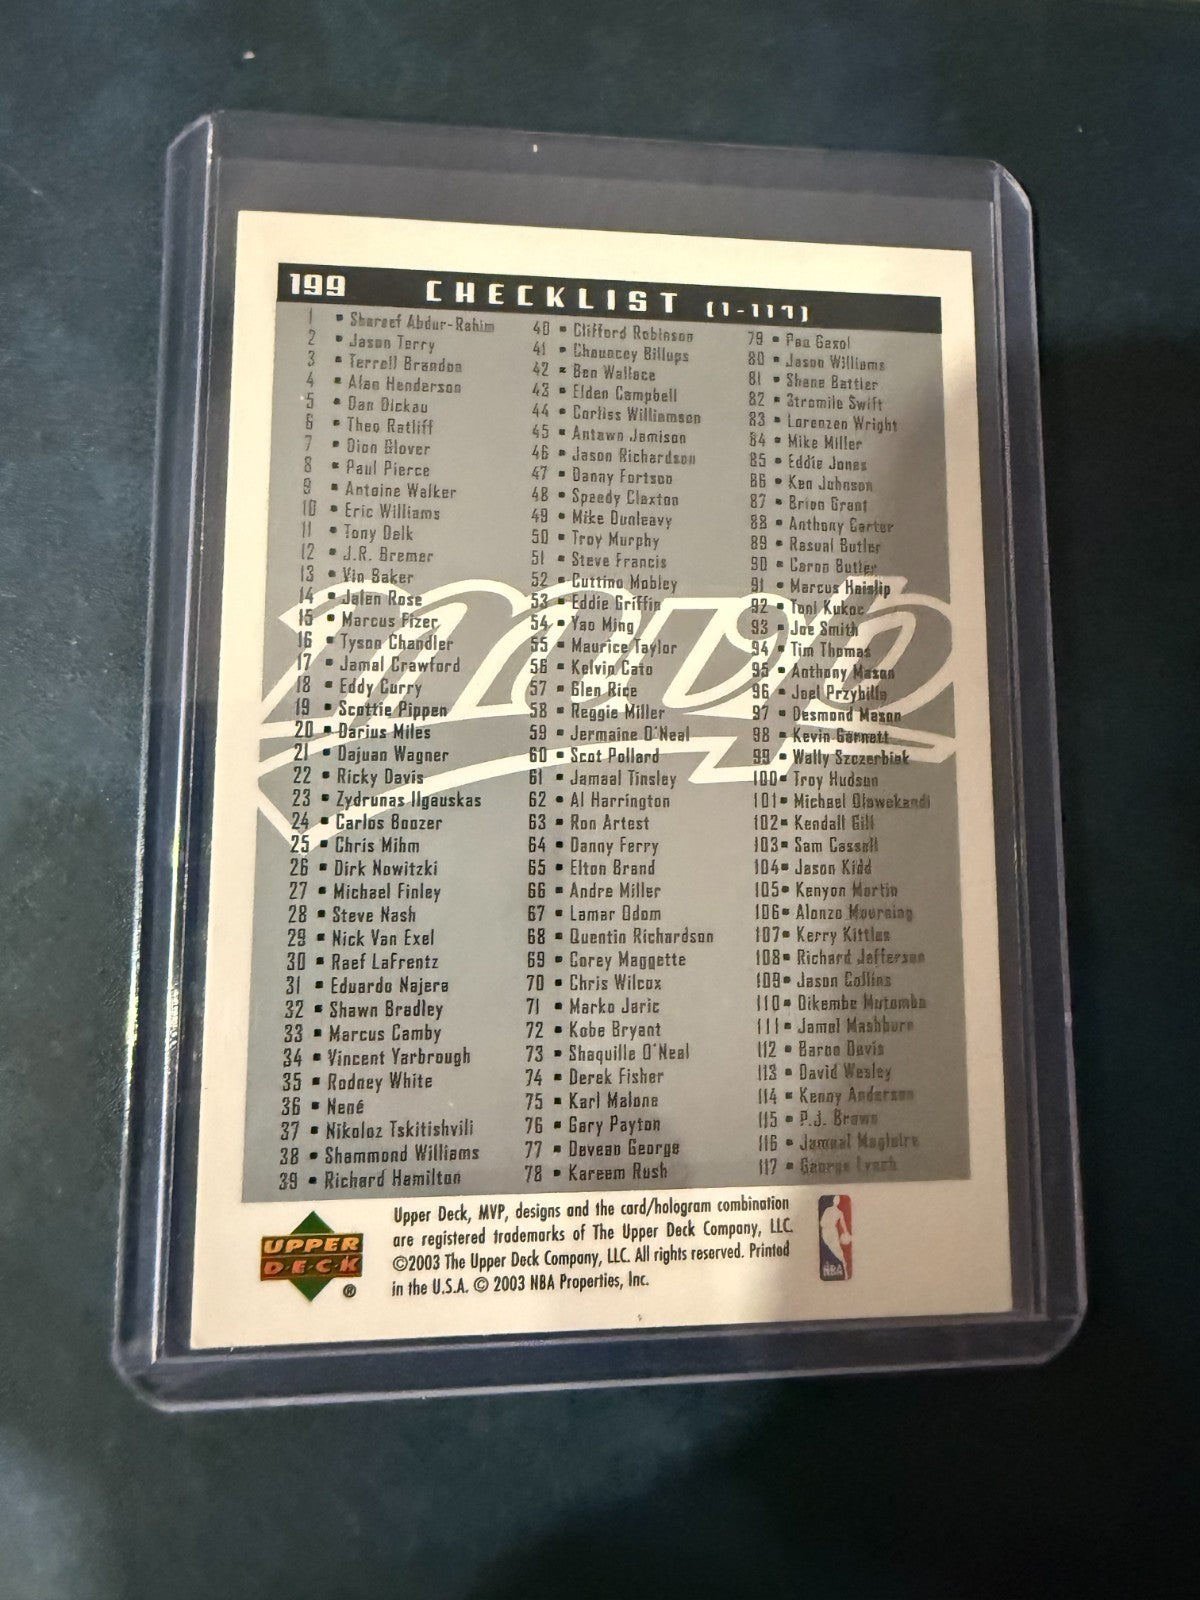 199 CHECKLIST (1-117)
1 ▪ Shareef Abdur-Rahim
2 ▪ Jason Terry
3 ▪ Terrell Brandon
4 ▪ Alan Henderson
5 ▪ Dan Dickau
6 ▪ Theo Ratliff
7 ▪ Dion Glover
8 ▪ Paul Pierce
9 ▪ Antoine Walker
10 ▪ Eric Williams
11 ▪ Tony Delk
12 ▪ J.R. Bremer
13 ▪ Vin Baker
14 ▪ Jalen Rose
15 ▪ Marcus Fizer
16 ▪ Tyson Chandler
17 ▪ Jamal Crawford
18 ▪ Eddy Curry
19 ▪ Scottie Pippen
20 ▪ Darius Miles
21 ▪ Dajuan Wagner
22 ▪ Ricky Davis
23 ▪ Zydrunas Ilgauskas
24 ▪ Carlos Boozer
25 ▪ Chris Mihm
26 ▪ Dirk Nowitzki
27 ▪ Michael Finley
28 ▪ Steve Nash
29 ▪ Nick Van Exel
30 ▪ Raef LaFrentz
31 ▪ Eduardo Najera
32 ▪ Shawn Bradley
33 ▪ Marcus Camby
34 ▪ Vincent Yarbrough
35 ▪ Rodney White
36 ▪ Nené
37 ▪ Nikoloz Tskitishvili
38 ▪ Shammond Williams
39 ▪ Richard Hamilton
40 ▪ Clifford Robinson
41 ▪ Chauncey Billups
42 ▪ Ben Wallace
43 ▪ Elden Campbell
44 ▪ Corliss Williamson
45 ▪ Antawn Jamison
46 ▪ Jason Richardson
47 ▪ Danny Fortson
48 ▪ Speedy Claxton
49 ▪ Mike Dunleavy
50 ▪ Troy Murphy
51 ▪ Steve Francis
52 ▪ Cuttino Mobley
53 ▪ Eddie Griffin
54 ▪ Yao Ming
55 ▪ Maurice Taylor
56 ▪ Kelvin Cato
57 ▪ Glen Rice
58 ▪ Reggie Miller
59 ▪ Jermaine O'Neal
60 ▪ Scot Pollard
61 ▪ Jamaal Tinsley
62 ▪ Al Harrington
63 ▪ Ron Artest
64 ▪ Danny Ferry
65 ▪ Elton Brand
66 ▪ Andre Miller
67 ▪ Lamar Odom
68 ▪ Quentin Richardson
69 ▪ Corey Maggette
70 ▪ Chris Wilcox
71 ▪ Marko Jaric
72 ▪ Kobe Bryant
73 ▪ Shaquille O'Neal
74 ▪ Derek Fisher
75 ▪ Karl Malone
76 ▪ Gary Payton
77 ▪ Devean George
78 ▪ Kareem Rush
79 ▪ Pau Gasol
80 ▪ Jason Williams
81 ▪ Shane Battier
82 ▪ Stromile Swift
83 ▪ Lorenzen Wright
84 ▪ Mike Miller
85 ▪ Eddie Jones
86 ▪ Ken Johnson
87 ▪ Brian Grant
88 ▪ Anthony Carter
89 ▪ Rasual Butler
90 ▪ Caron Butler
91 ▪ Marcus Haislip
92 ▪ Toni Kukoc
93 ▪ Joe Smith
94 ▪ Tim Thomas
95 ▪ Anthony Mason
96 ▪ Joel Przybilla
97 ▪ Desmond Mason
98 ▪ Kevin Garnett
99 ▪ Wally Szczerbiak
100▪ Troy Hudson
101▪ Michael Olowokandi
102▪ Kendall Gill
103▪ Sam Cassell
104▪ Jason Kidd
105▪ Kenyon Martin
106▪ Alonzo Mourning
107▪ Kerry Kittles
108▪ Richard Jefferson
109▪ Jason Collins
110▪ Dikembe Mutombo
111▪ Jamal Mashburn
112 ▪ Baron Davis
113 ▪ David Wesley
114 ▪ Kenny Anderson
115 ▪ P.J. Brown
116 ▪ Jamaal Magloire
117 ▪ George Lynch
mvp
UPPER
D·E·C·K
®
Upper Deck, MVP, designs and the card/hologram combination
are registered trademarks of The Upper Deck Company, LLC.
©2003 The Upper Deck Company, LLC. All rights reserved. Printed
in the U.S.A. © 2003 NBA Properties, Inc.
NBA